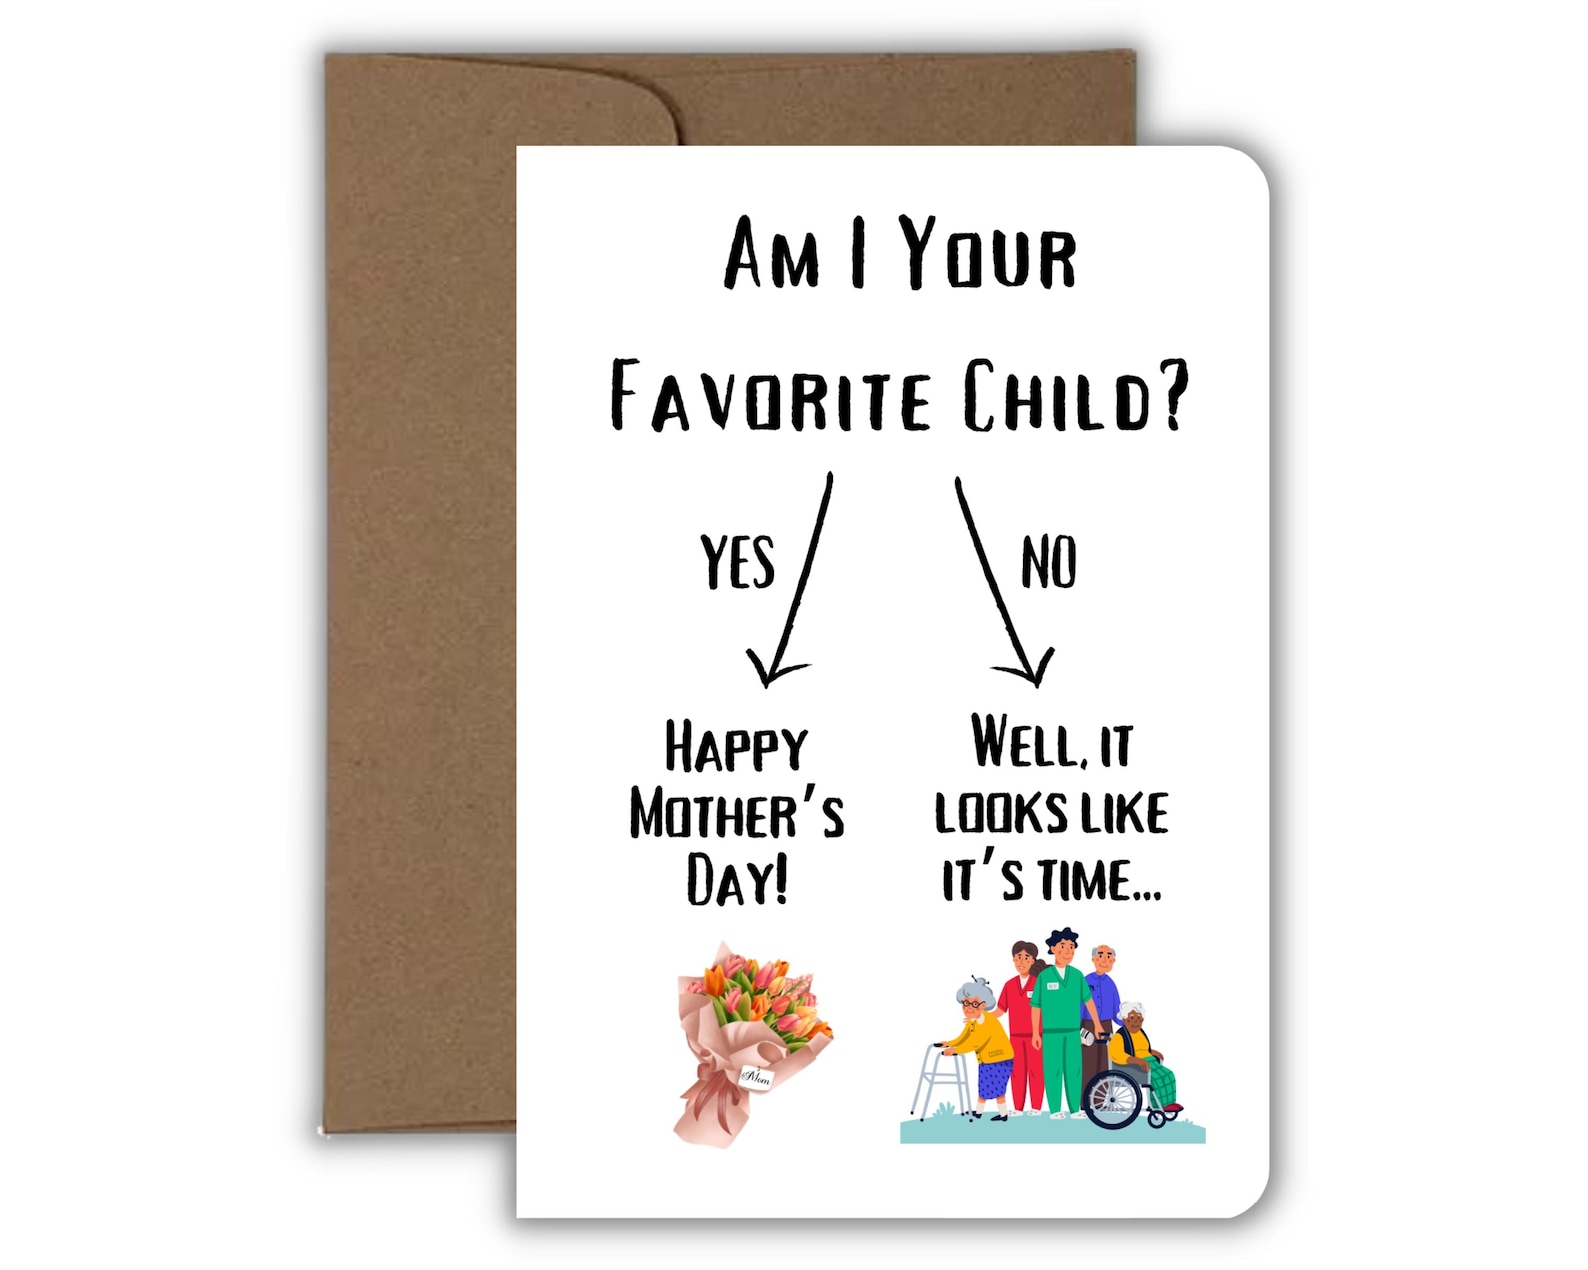 Am I Your
Favorite Child?
YES
NO
Happy
Mother's
Day!
Well, it
looks like
it's time...
Mom